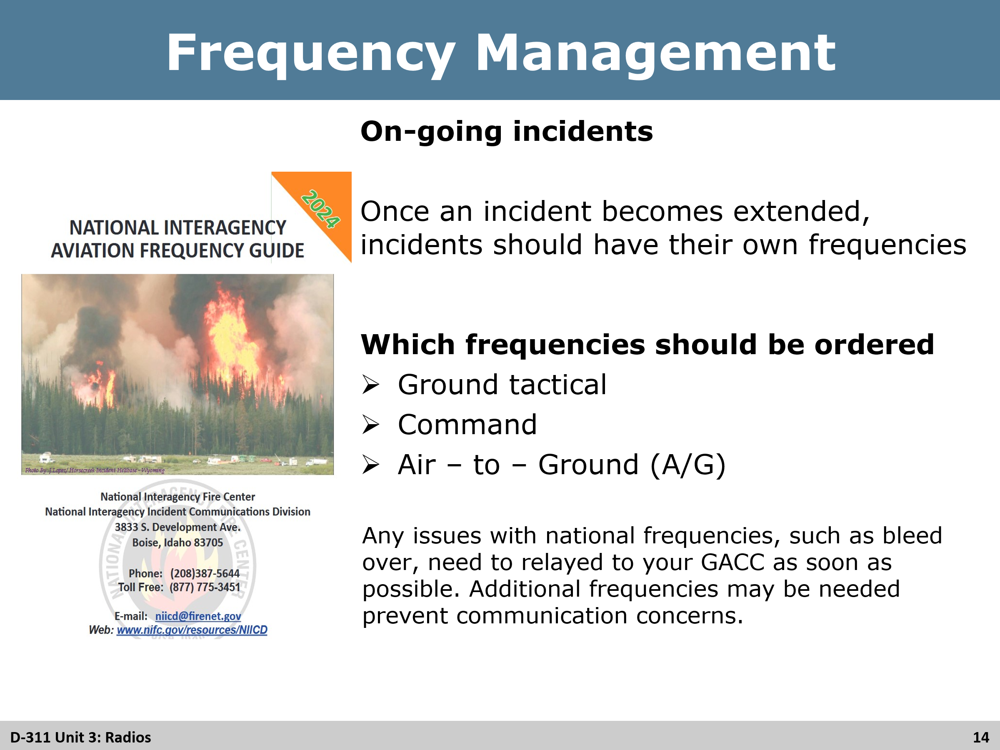 Frequency Management
On-going incidents
Once an incident becomes extended,
incidents should have their own frequencies
Which frequencies should be ordered
➢ Ground tactical
➢ Command
➢ Air – to – Ground (A/G)
Any issues with national frequencies, such as bleed
over, need to relayed to your GACC as soon as
possible. Additional frequencies may be needed
prevent communication concerns.
2024
NATIONAL INTERAGENCY
AVIATION FREQUENCY GUIDE
Photo By: J.Lopez/ Horsecreek Incident Helibase - Wyoming
National Interagency Fire Center
National Interagency Incident Communications Division
3833 S. Development Ave.
Boise, Idaho 83705
Phone: (208)387-5644
Toll Free: (877) 775-3451
E-mail: niicd@firenet.gov
Web: www.nifc.gov/resources/NIICD
NATIONAL INTERAGENCY FIRE CENTER
D-311 Unit 3: Radios
14